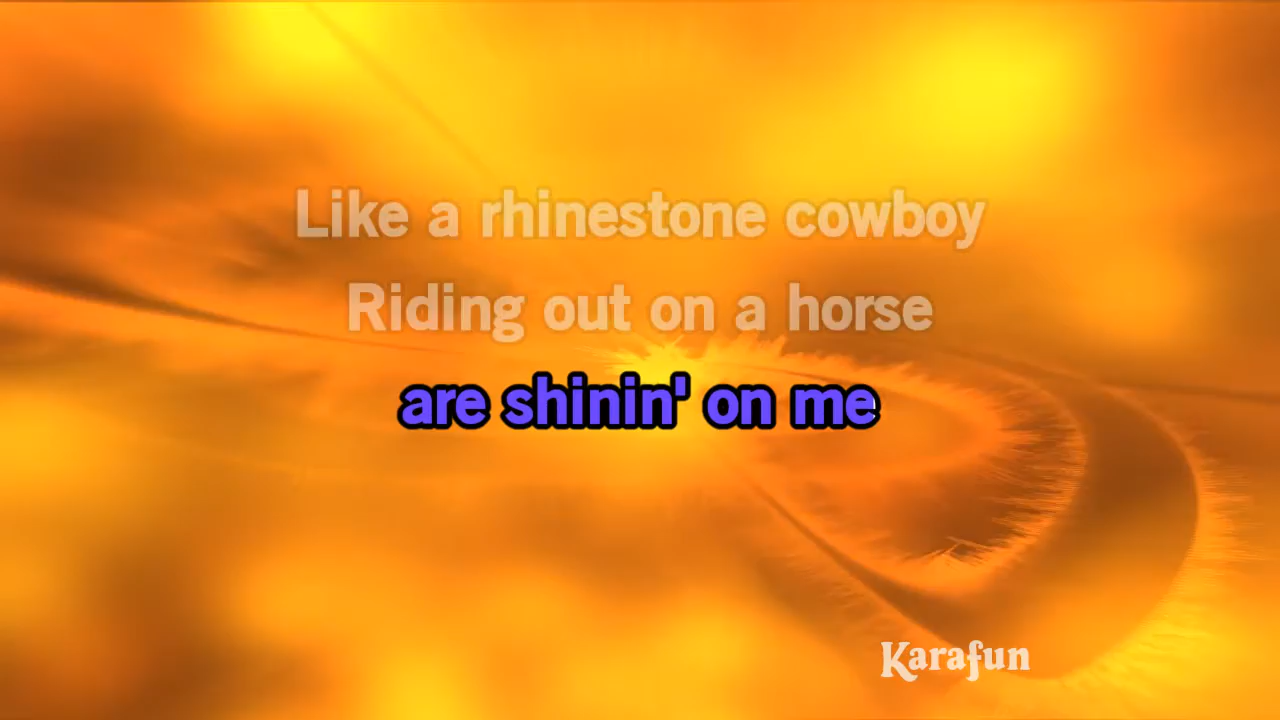 Like a rhinestone cowboy
Riding out on a horse
are shinin' on me
Karafun